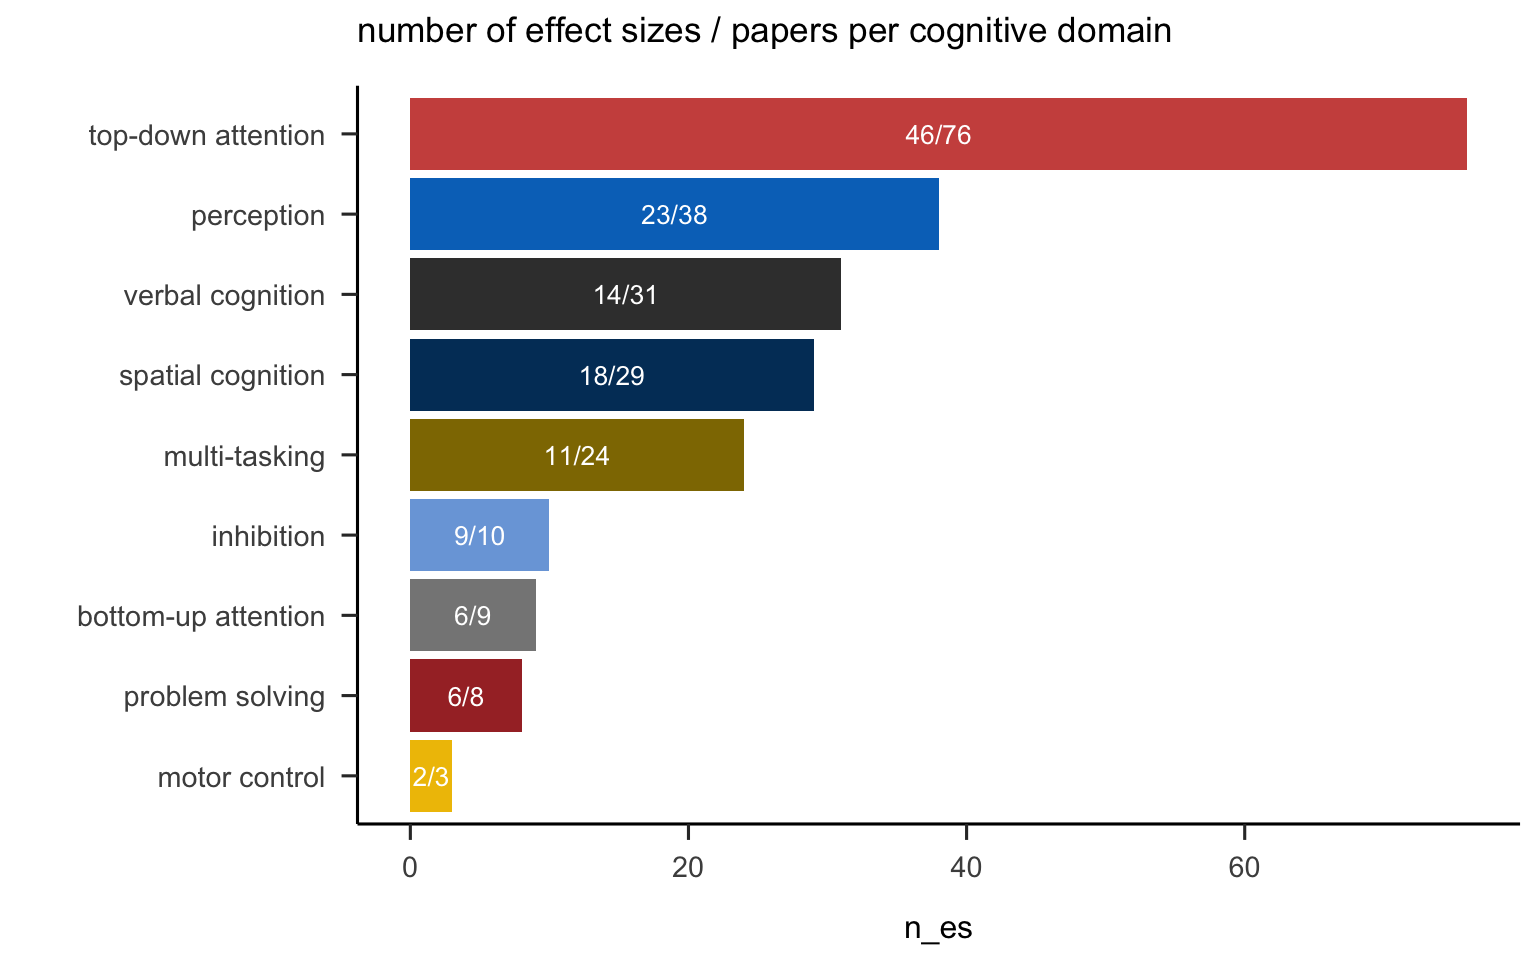 number of effect sizes / papers per cognitive domain
top-down attention 46/76
perception 23/38
verbal cognition 14/31
spatial cognition 18/29
multi-tasking 11/24
inhibition 9/10
bottom-up attention 6/9
problem solving 6/8
motor control 2/3
0 20 40 60
n_es